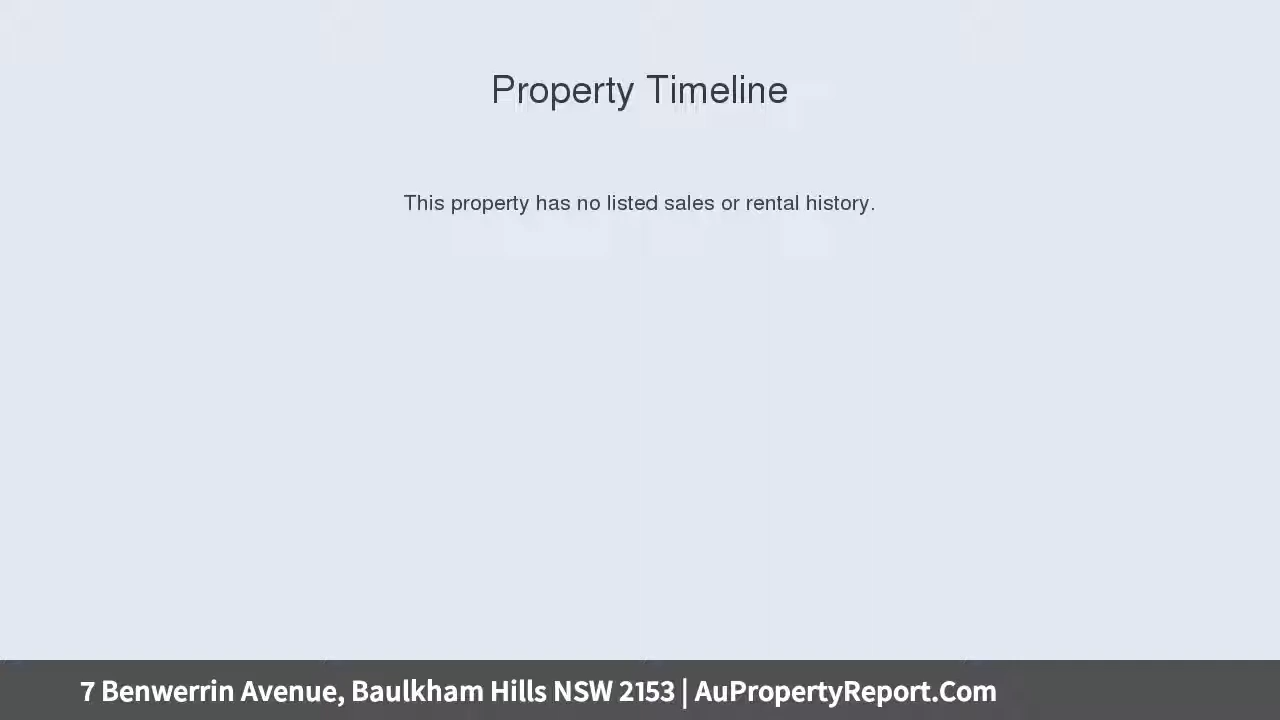 Property Timeline
This property has no listed sales or rental history.
7 Benwerrin Avenue, Baulkham Hills NSW 2153 | AuPropertyReport.Com